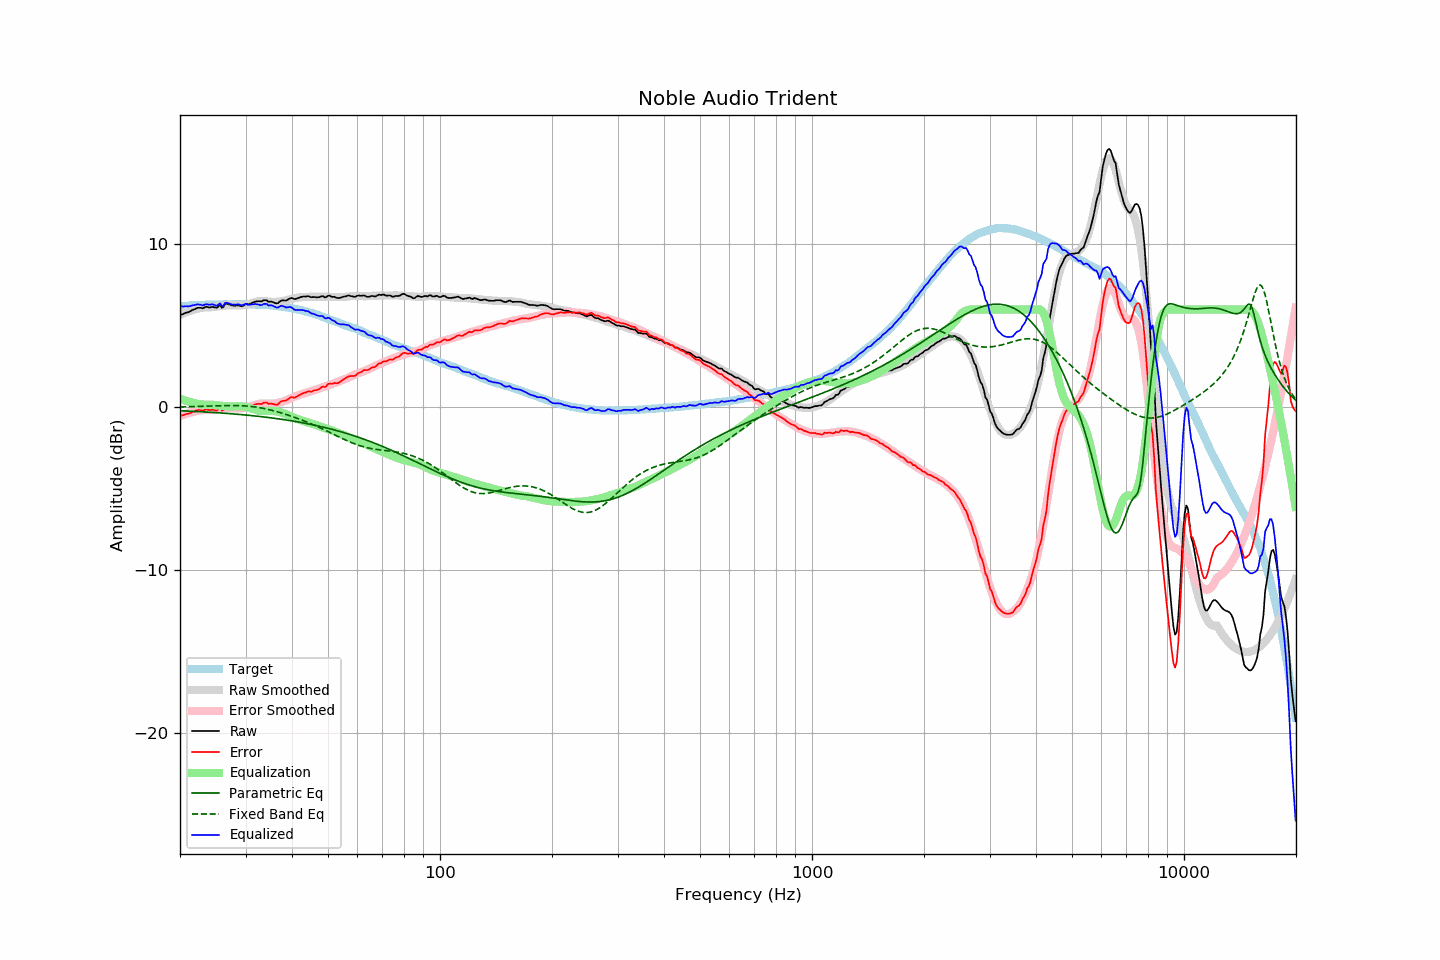 Noble Audio Trident
Amplitude (dBr)
10
0
−10
−20
Target
Raw Smoothed
Error Smoothed
Raw
Error
Equalization
Parametric Eq
Fixed Band Eq
Equalized
100
1000
10000
Frequency (Hz)